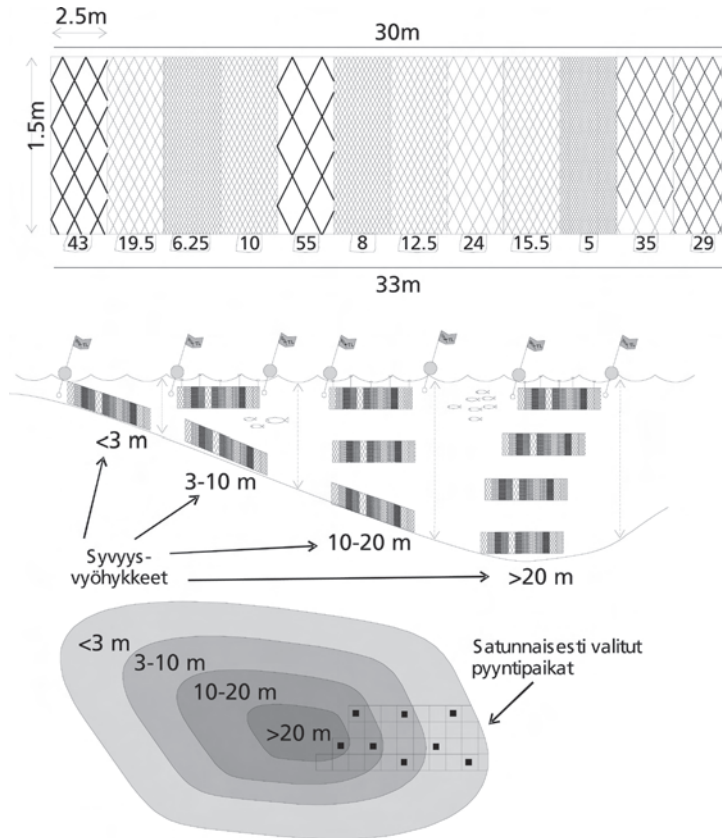 2.5m
30m
1.5m
43 19.5 6.25 10 55 8 12.5 24 15.5 5 35 29
33m
<3 m
3-10 m
10-20 m
>20 m
Syvyys-
vyöhykkeet
<3 m
3-10 m
10-20 m
>20 m
Satunnaisesti valitut
pyyntipaikat